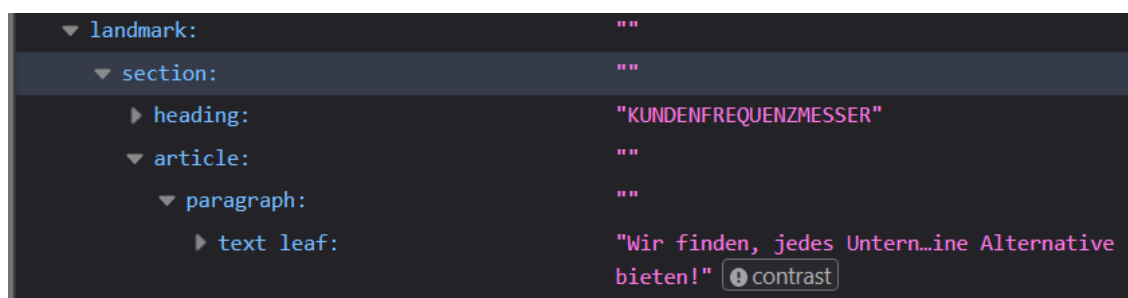 landmark: ""
section: ""
heading: "KUNDENFREQUENZMESSER"
article: ""
paragraph: ""
text leaf: "Wir finden, jedes Untern…ine Alternative
bieten!" contrast